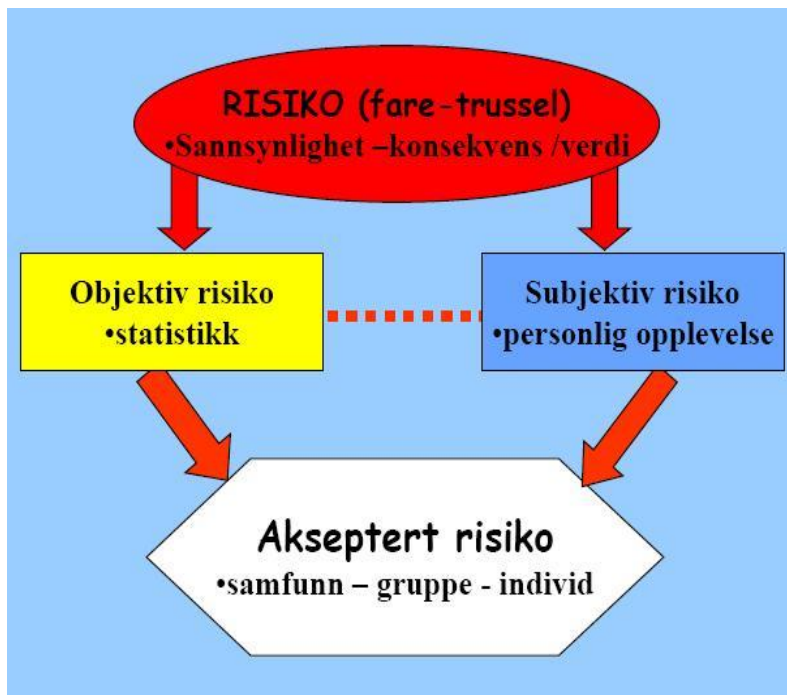 RISIKO (fare-trussel)
•Sannsynlighet –konsekvens /verdi
Objektiv risiko
•statistikk
Subjektiv risiko
•personlig opplevelse
Akseptert risiko
•samfunn – gruppe - individ